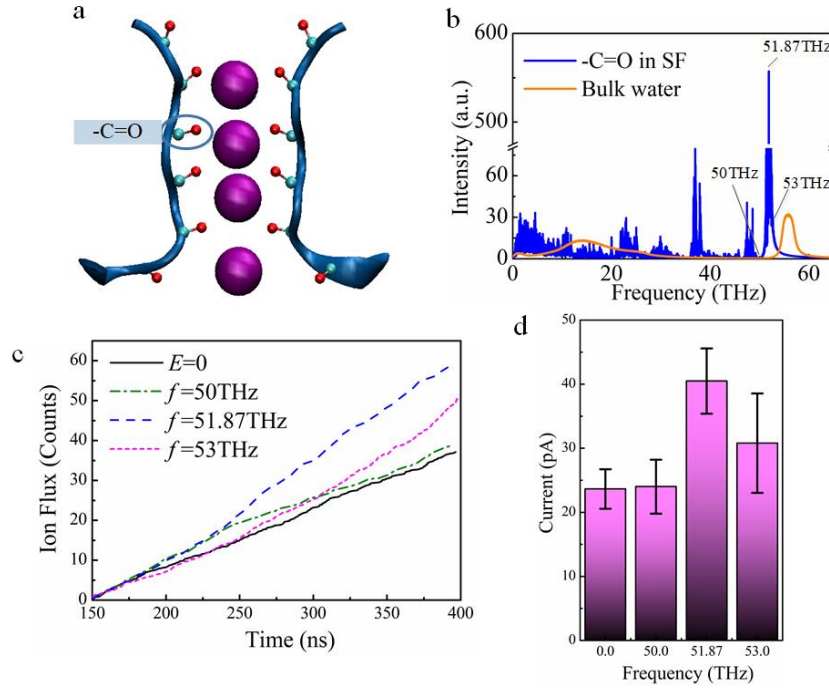 a
-C=O
b
51.87THz
-C=O in SF
Bulk water
50THz
53THz
Intensity (a.u.)
600
500
60
30
0
0 20 40 60
Frequency (THz)
c
E=0
f=50THz
f=51.87THz
f=53THz
Ion Flux (Counts)
60
50
40
30
20
10
0
150 200 250 300 350 400
Time (ns)
d
Current (pA)
50
40
30
20
10
0
0.0 50.0 51.87 53.0
Frequency (THz)